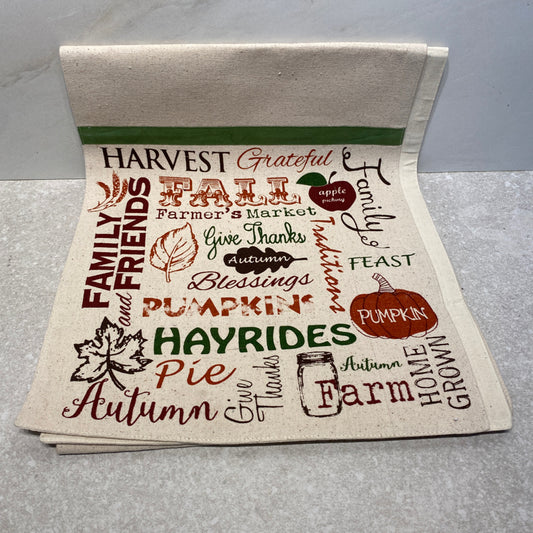 HARVEST Grateful
FALL
apple
picking
Family
Farmer's Market
FAMILY
and
FRIENDS
Give Thanks
Traditions
Autumn
FEAST
Blessings
PUMPKINS
PUMPKIN
HAYRIDES
Pie
Autumn
Give
Thanks
Autumn
Farm
HOME
GROWN